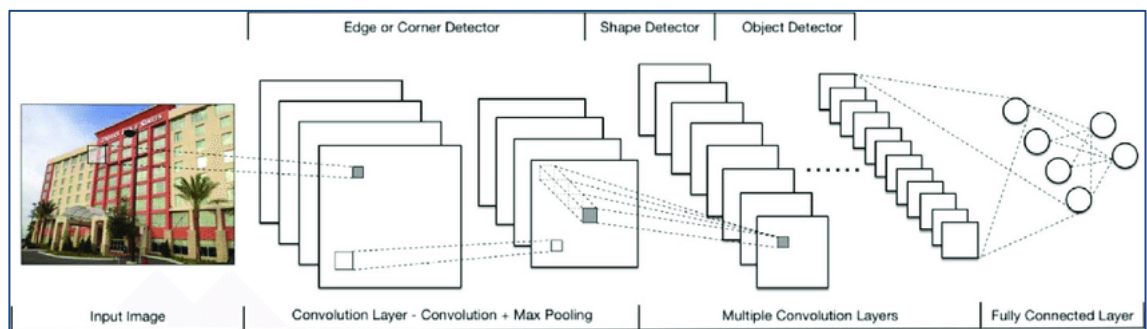 Edge or Corner Detector
Shape Detector
Object Detector
Input Image
Convolution Layer - Convolution + Max Pooling
Multiple Convolution Layers
Fully Connected Layer